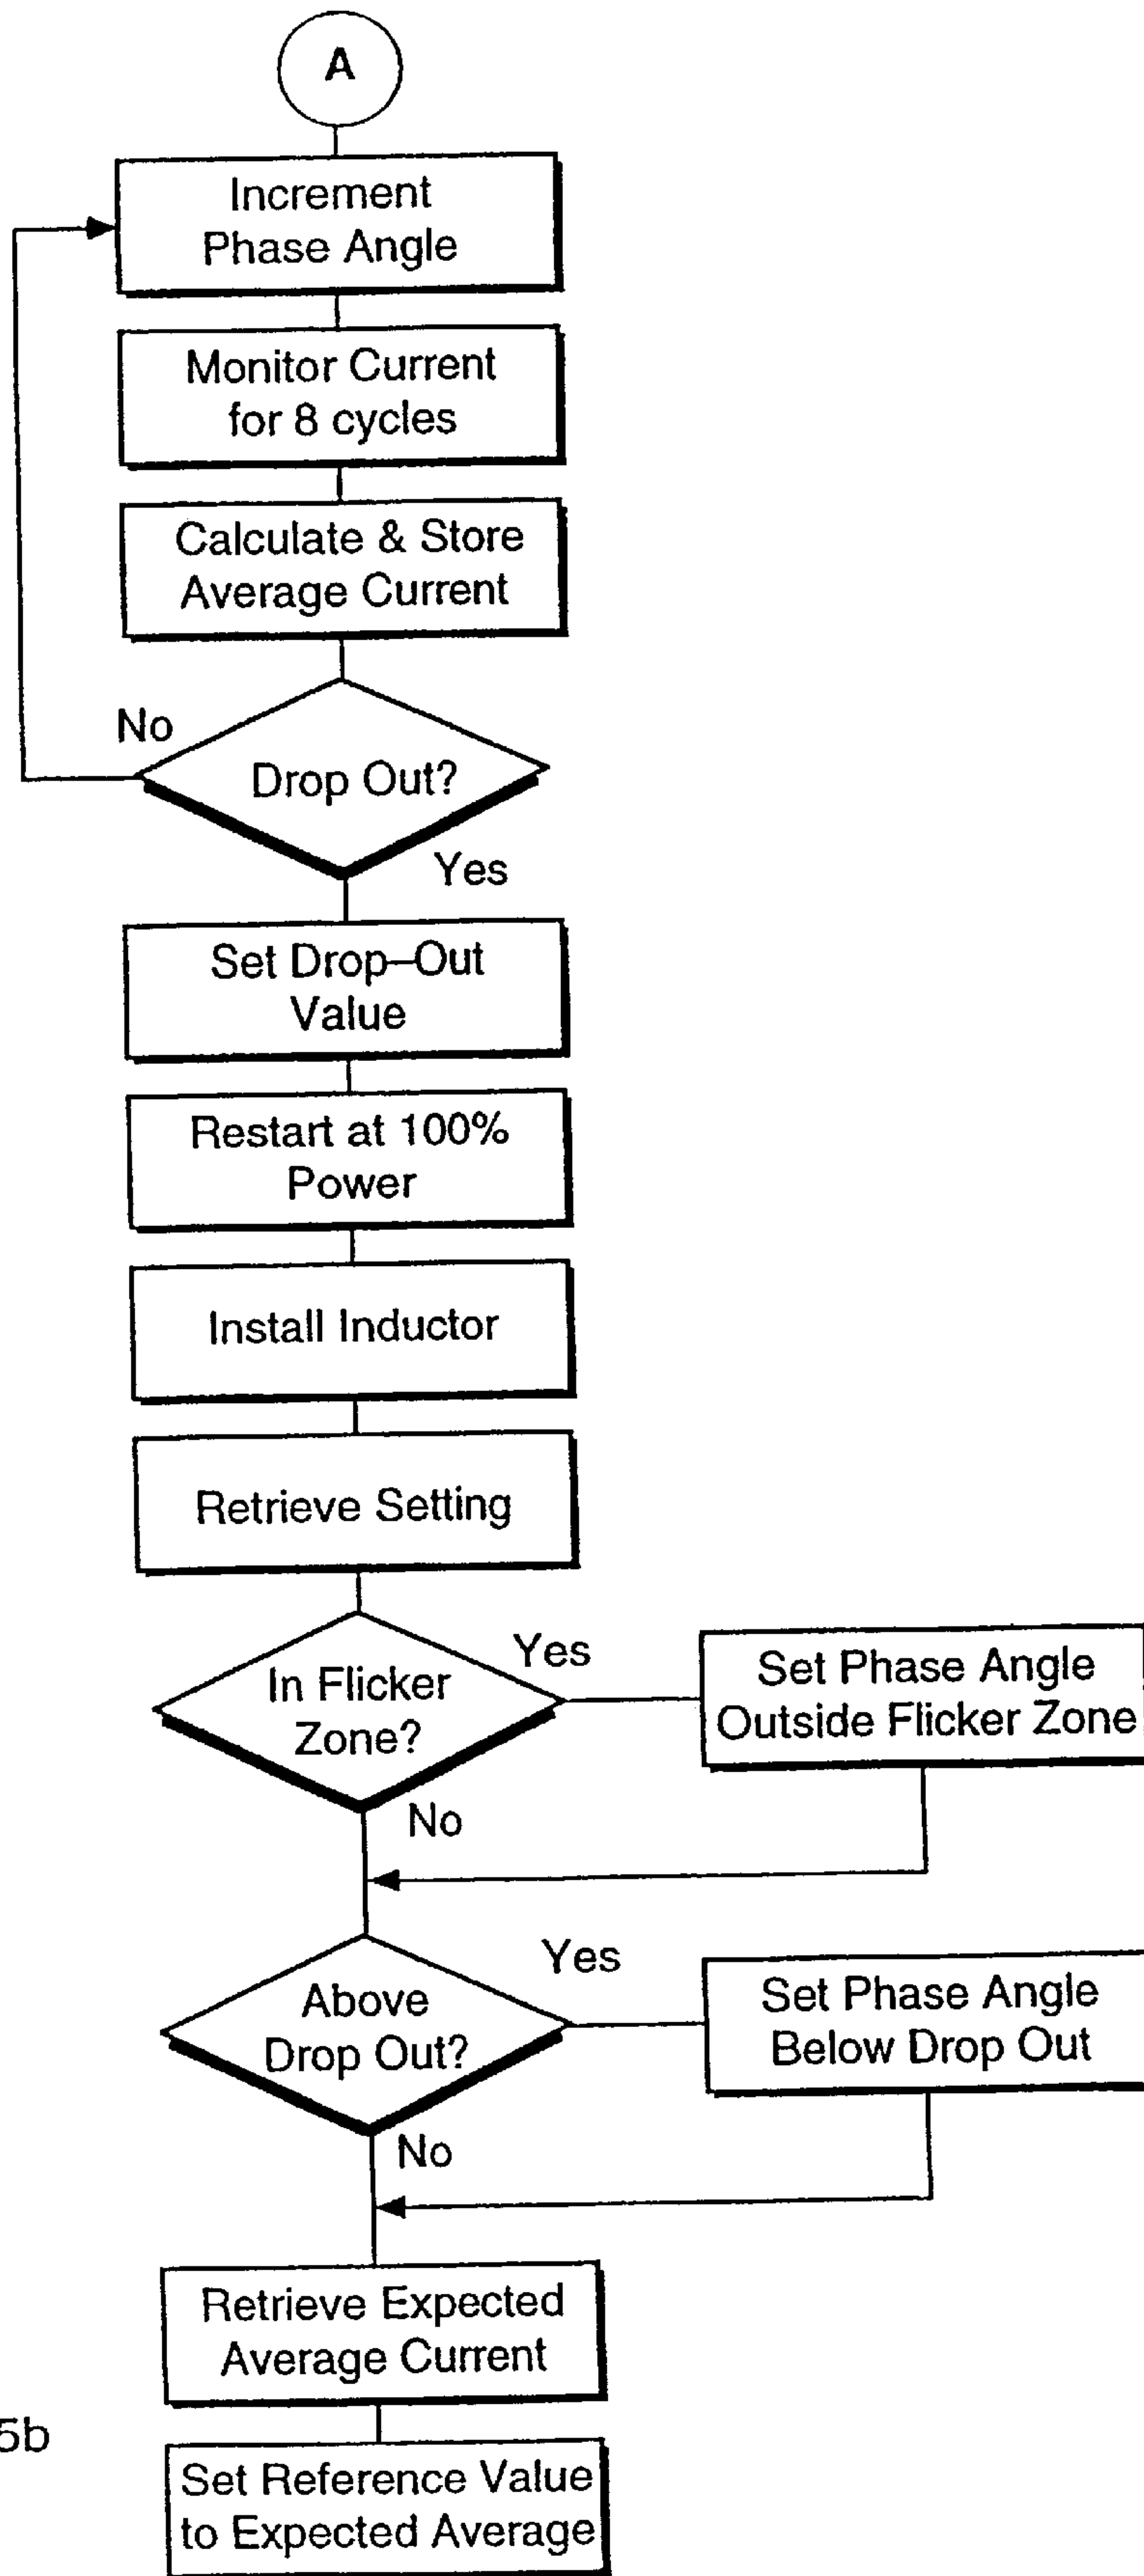 A
Increment
Phase Angle
Monitor Current
for 8 cycles
Calculate & Store
Average Current
No
Drop Out?
Yes
Set Drop–Out
Value
Restart at 100%
Power
Install Inductor
Retrieve Setting
In Flicker
Zone?
Yes
Set Phase Angle
Outside Flicker Zone
No
Above
Drop Out?
Yes
Set Phase Angle
Below Drop Out
No
Retrieve Expected
Average Current
5b
Set Reference Value
to Expected Average